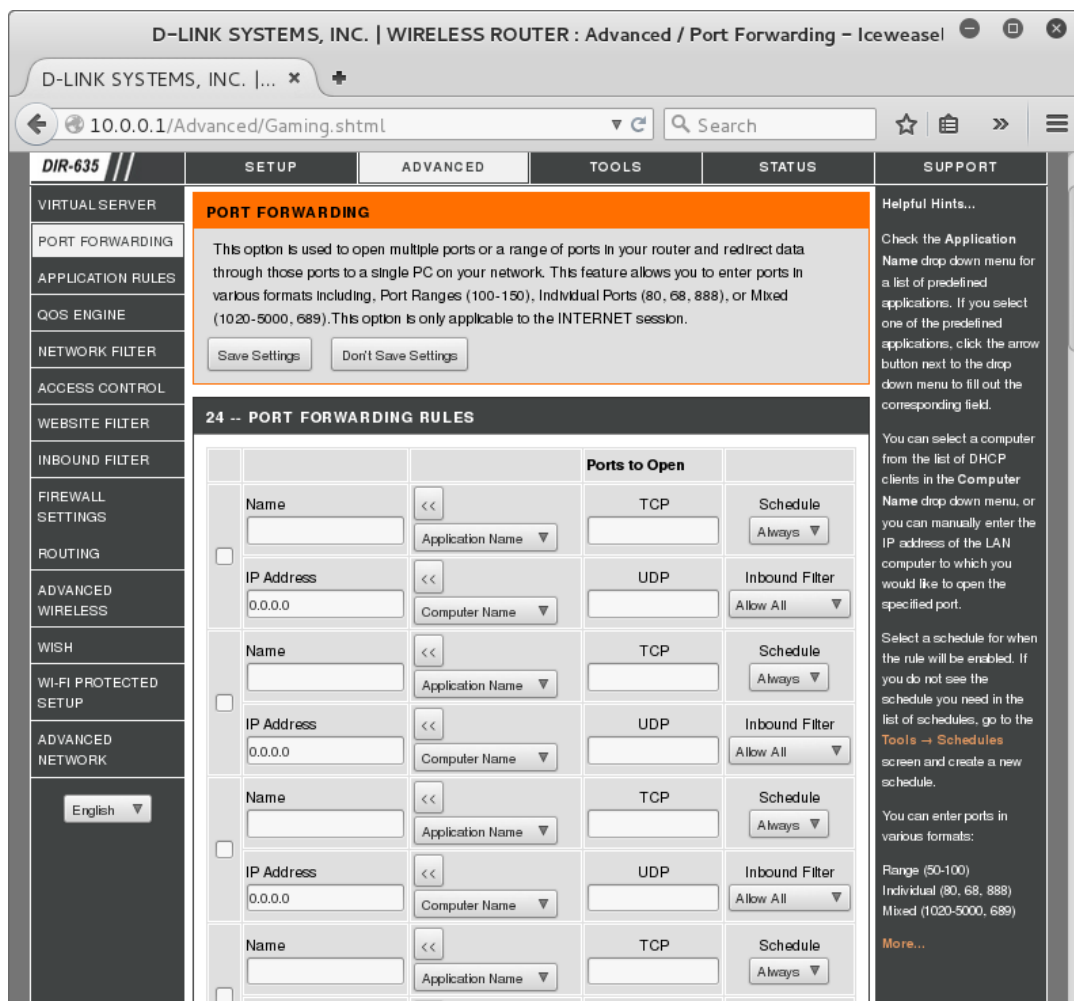 D-LINK SYSTEMS, INC. | WIRELESS ROUTER : Advanced / Port Forwarding - Iceweasel
D-LINK SYSTEMS, INC. |...
10.0.0.1/Advanced/Gaming.shtml
Search
DIR-635
SETUP
ADVANCED
TOOLS
STATUS
SUPPORT
VIRTUAL SERVER
PORT FORWARDING
APPLICATION RULES
QOS ENGINE
NETWORK FILTER
ACCESS CONTROL
WEBSITE FILTER
INBOUND FILTER
FIREWALL
SETTINGS
ROUTING
ADVANCED
WIRELESS
WISH
WI-FI PROTECTED
SETUP
ADVANCED
NETWORK
English
PORT FORWARDING
This option is used to open multiple ports or a range of ports in your router and redirect data
through those ports to a single PC on your network. This feature allows you to enter ports in
various formats including, Port Ranges (100-150), Individual Ports (80, 68, 888), or Mixed
(1020-5000, 689).This option is only applicable to the INTERNET session.
Save Settings
Don't Save Settings
24 -- PORT FORWARDING RULES
Ports to Open
Name
<<
Application Name
TCP
Schedule
Always
IP Address
0.0.0.0
<<
Computer Name
UDP
Inbound Filter
Allow All
Name
<<
Application Name
TCP
Schedule
Always
IP Address
0.0.0.0
<<
Computer Name
UDP
Inbound Filter
Allow All
Name
<<
Application Name
TCP
Schedule
Always
IP Address
0.0.0.0
<<
Computer Name
UDP
Inbound Filter
Allow All
Name
<<
Application Name
TCP
Schedule
Always
Helpful Hints...
Check the Application
Name drop down menu for
a list of predefined
applications. If you select
one of the predefined
applications, click the arrow
button next to the drop
down menu to fill out the
corresponding field.
You can select a computer
from the list of DHCP
clients in the Computer
Name drop down menu, or
you can manually enter the
IP address of the LAN
computer to which you
would like to open the
specified port.
Select a schedule for when
the rule will be enabled. If
you do not see the
schedule you need in the
list of schedules, go to the
Tools → Schedules
screen and create a new
schedule.
You can enter ports in
various formats:
Range (50-100)
Individual (80, 68, 888)
Mixed (1020-5000, 689)
More...